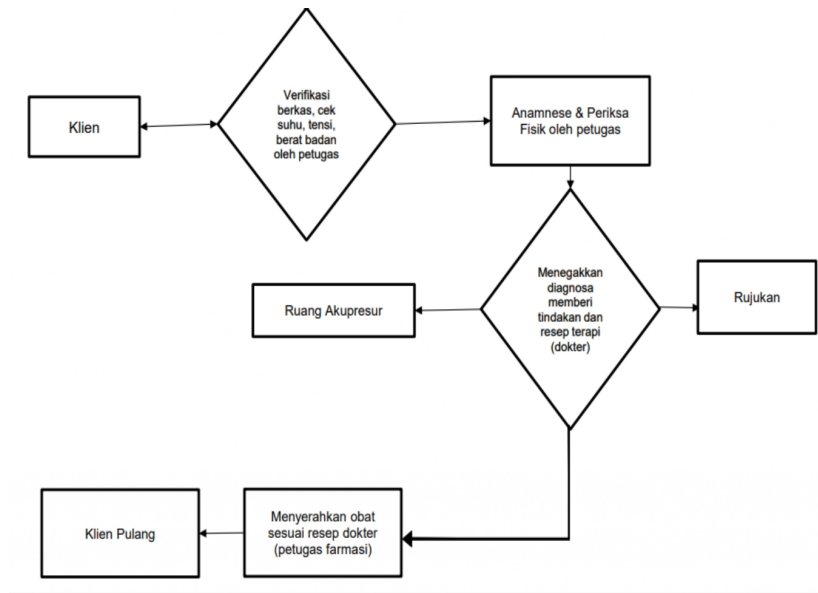 Klien
Verifikasi
berkas, cek
suhu, tensi,
berat badan
oleh petugas
Anamnese & Periksa
Fisik oleh petugas
Menegakkan
diagnosa
memberi
tindakan dan
resep terapi
(dokter)
Ruang Akupresur
Rujukan
Menyerahkan obat
sesuai resep dokter
(petugas farmasi)
Klien Pulang